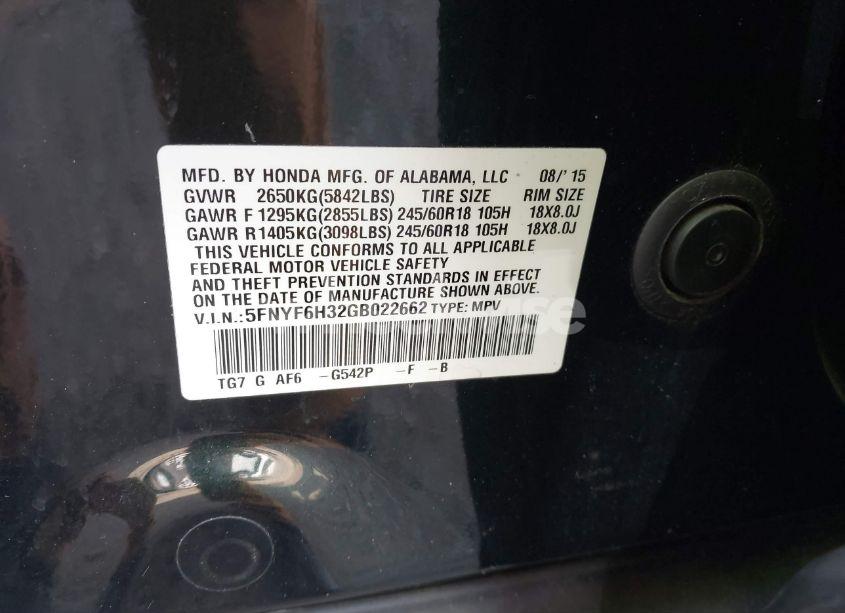 MFD. BY HONDA MFG. OF ALABAMA, LLC 08/' 15
GVWR 2650KG(5842LBS) TIRE SIZE RIM SIZE
GAWR F 1295KG(2855LBS) 245/60R18 105H 18X8.0J
GAWR R1405KG(3098LBS) 245/60R18 105H 18X8.0J
THIS VEHICLE CONFORMS TO ALL APPLICABLE
FEDERAL MOTOR VEHICLE SAFETY
AND THEFT PREVENTION STANDARDS IN EFFECT
ON THE DATE OF MANUFACTURE SHOWN ABOVE.
V.I.N.:5FNYF6H32GB022662 TYPE: MPV
TG7 G AF6 -G542P -F -B